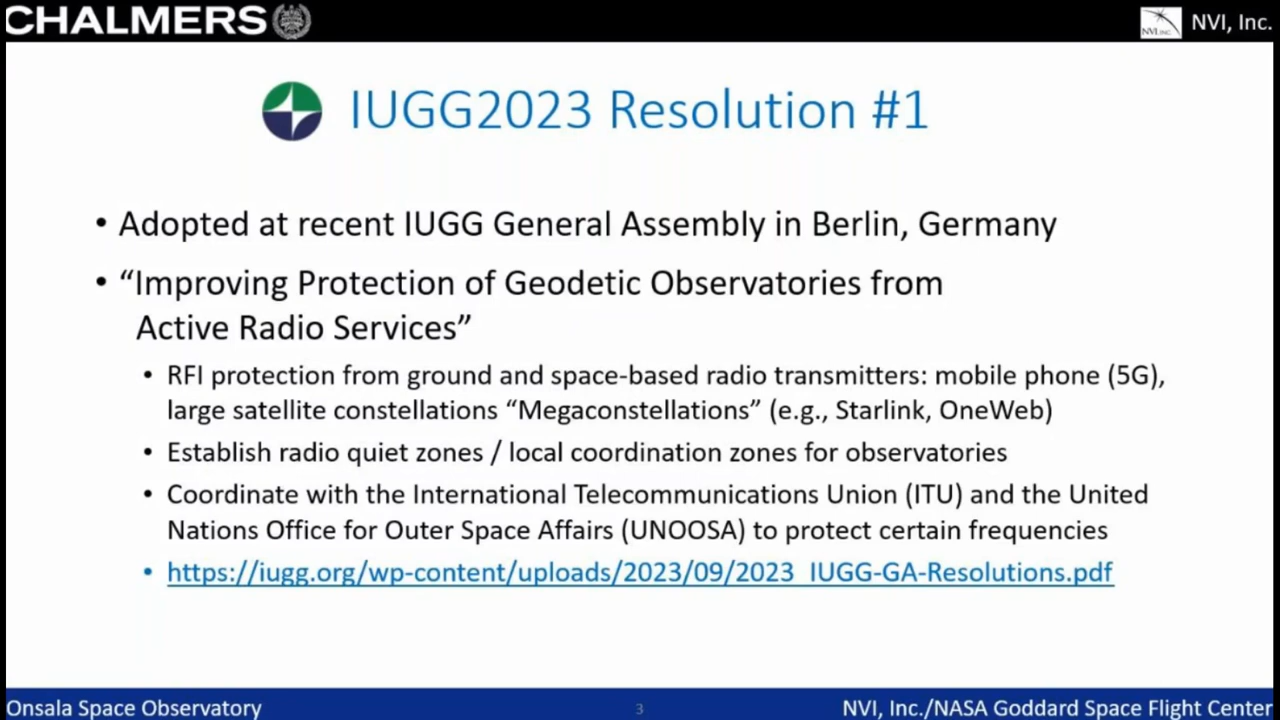 CHALMERS
NVI, Inc.
NVI, INC
IUGG2023 Resolution #1
• Adopted at recent IUGG General Assembly in Berlin, Germany
• “Improving Protection of Geodetic Observatories from
Active Radio Services”
• RFI protection from ground and space-based radio transmitters: mobile phone (5G),
large satellite constellations “Megaconstellations” (e.g., Starlink, OneWeb)
• Establish radio quiet zones / local coordination zones for observatories
• Coordinate with the International Telecommunications Union (ITU) and the United
Nations Office for Outer Space Affairs (UNOOSA) to protect certain frequencies
• https://iugg.org/wp-content/uploads/2023/09/2023_IUGG-GA-Resolutions.pdf
Onsala Space Observatory
3
NVI, Inc./NASA Goddard Space Flight Center